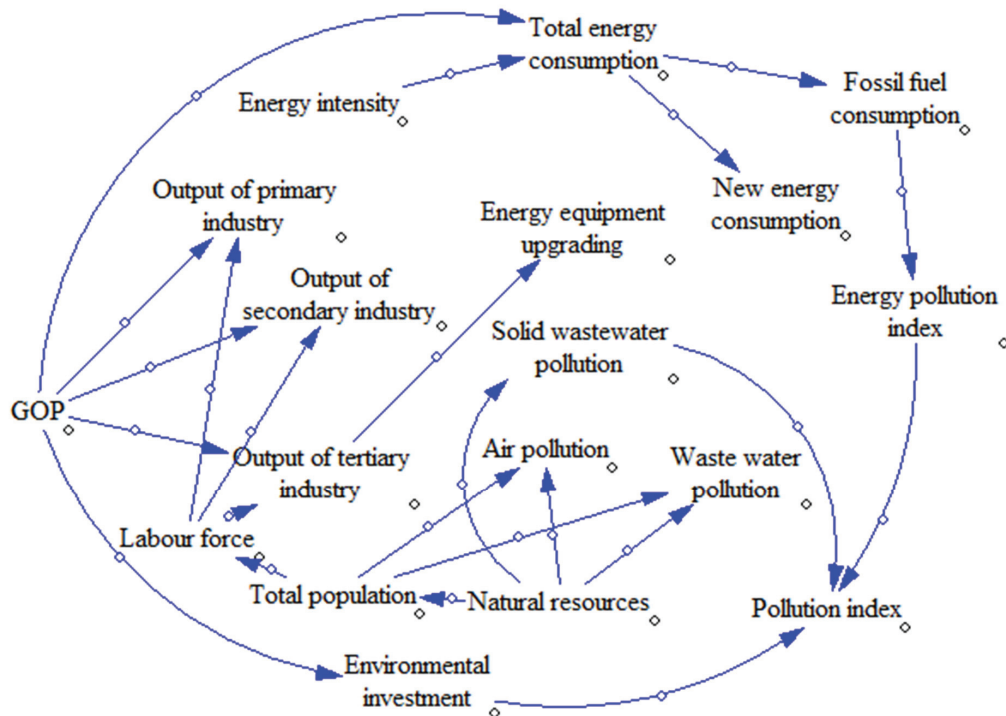 Total energy
consumption
Energy intensity
Fossil fuel
consumption
New energy
consumption
Output of primary
industry
Energy equipment
upgrading
Output of
secondary industry
Energy pollution
index
Solid wastewater
pollution
GOP
Output of tertiary
industry
Air pollution
Waste water
pollution
Labour force
Total population
Natural resources
Pollution index
Environmental
investment